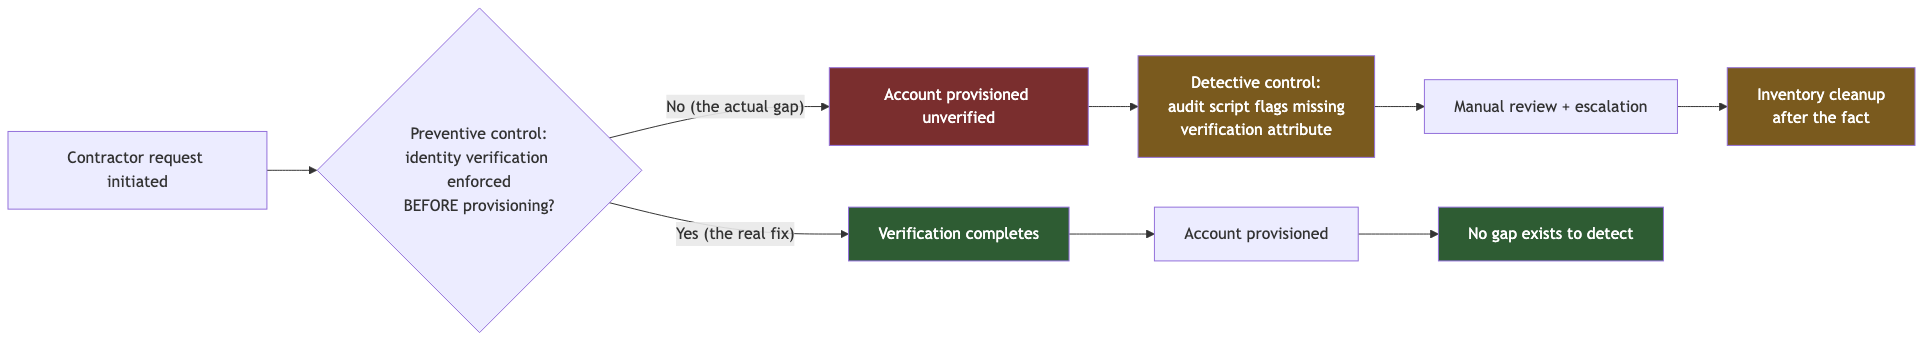 Contractor request
initiated
Preventive control:
identity verification
enforced
BEFORE provisioning?
No (the actual gap)
Account provisioned
unverified
Detective control:
audit script flags missing
verification attribute
Manual review + escalation
Inventory cleanup
after the fact
Yes (the real fix)
Verification completes
Account provisioned
No gap exists to detect